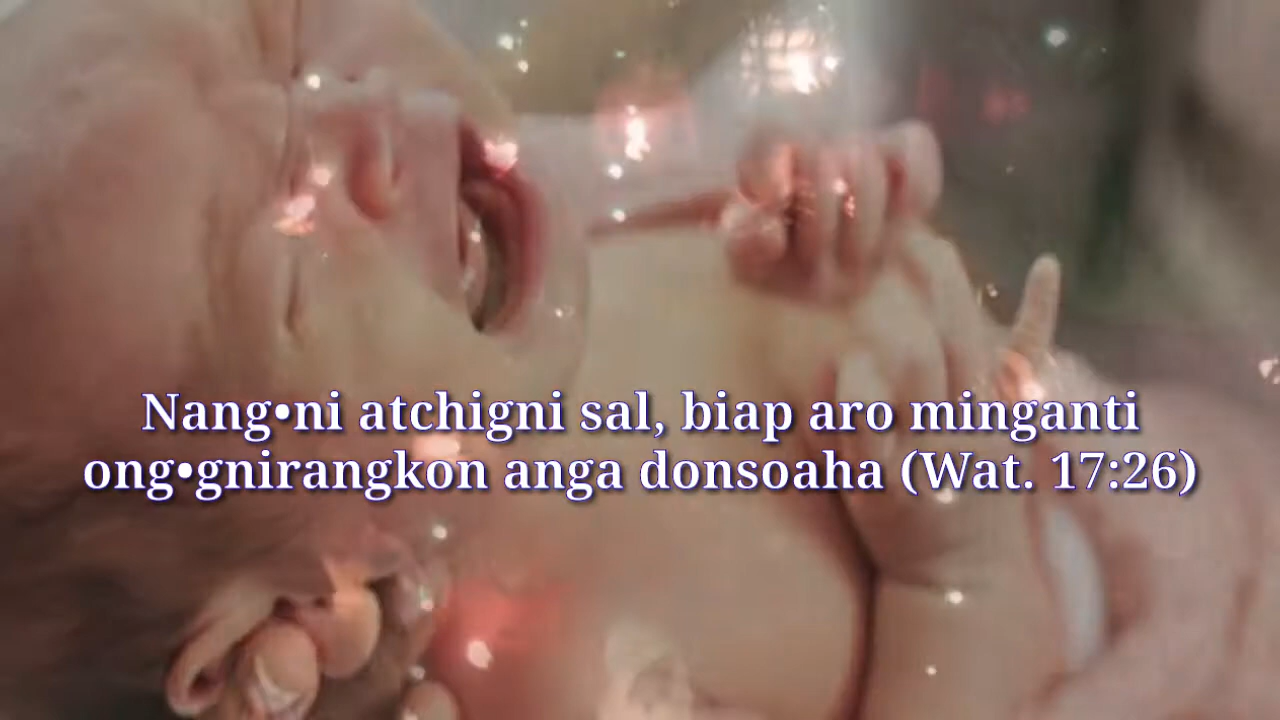 Nang•ni atchigni sal, biap aro minganti
ong•gnirangkon anga donsoaha (Wat. 17:26)